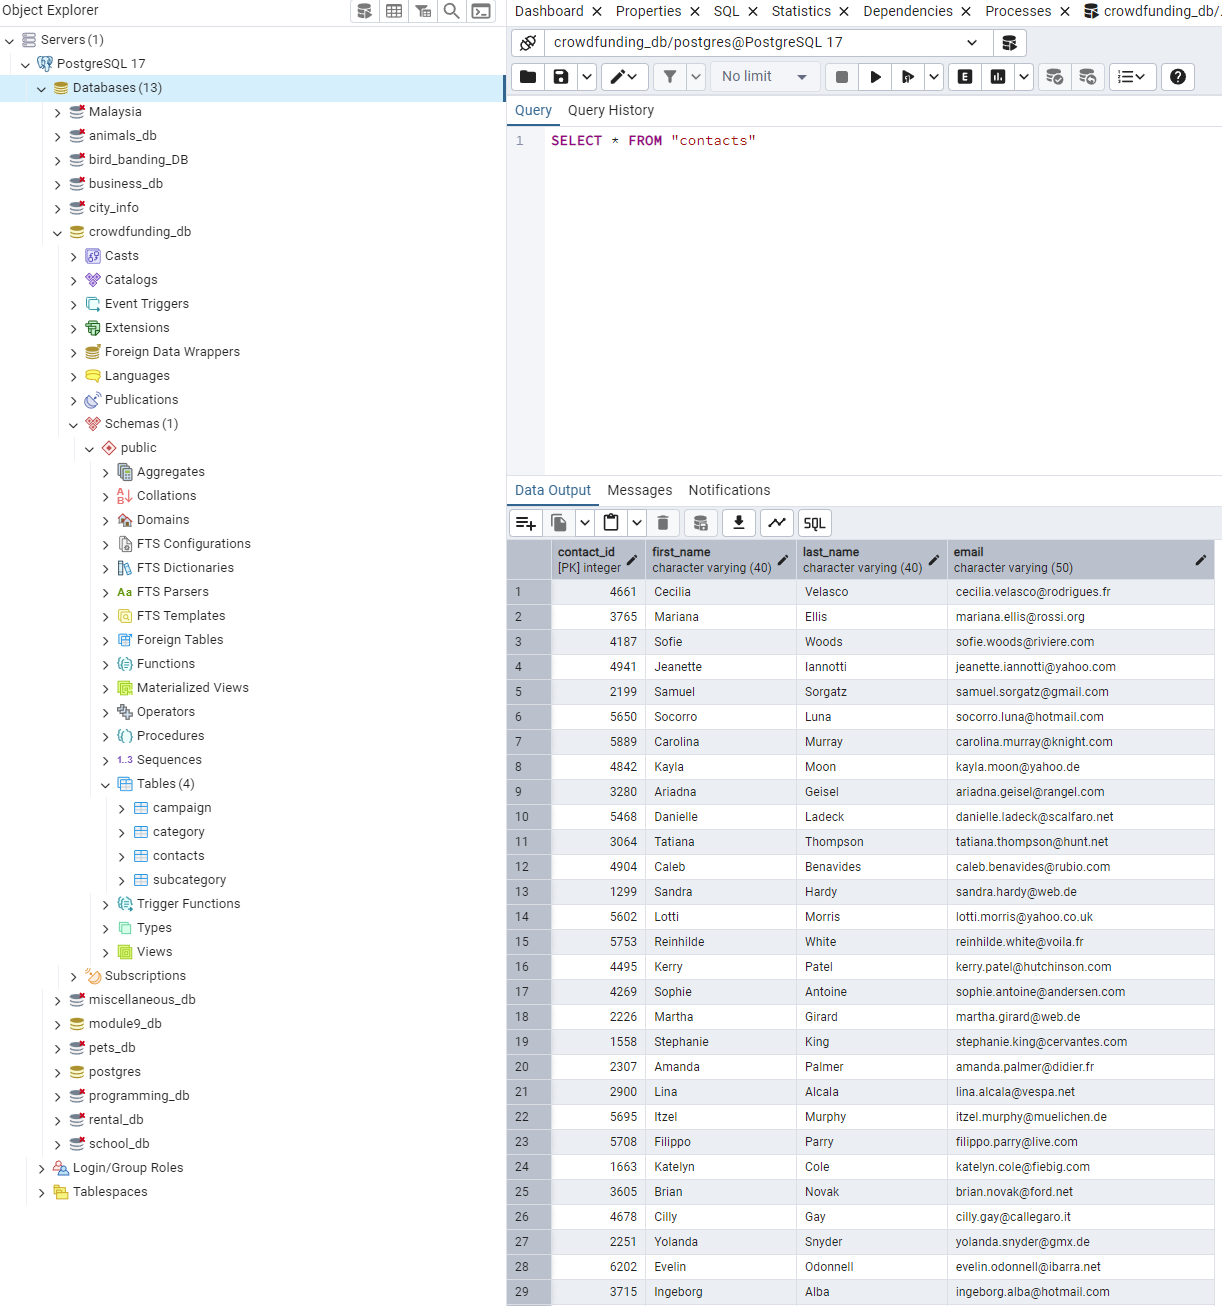 Object Explorer
Servers (1)
PostgreSQL 17
Databases (13)
Malaysia
animals_db
bird_banding_DB
business_db
city_info
crowdfunding_db
Casts
Catalogs
Event Triggers
Extensions
Foreign Data Wrappers
Languages
Publications
Schemas (1)
public
Aggregates
Collations
Domains
FTS Configurations
FTS Dictionaries
Aa FTS Parsers
FTS Templates
Foreign Tables
Functions
Materialized Views
Operators
Procedures
1..3 Sequences
Tables (4)
campaign
category
contacts
subcategory
Trigger Functions
Types
Views
Subscriptions
miscellaneous_db
module9_db
pets_db
postgres
programming_db
rental_db
school_db
Login/Group Roles
Tablespaces
Dashboard Properties SQL Statistics Dependencies Processes crowdfunding_db/.
crowdfunding_db/postgres@PostgreSQL 17
No limit E
Query Query History
1 SELECT * FROM "contacts"
Data Output Messages Notifications
SQL
contact_id first_name last_name email
[PK] integer character varying (40) character varying (40) character varying (50)
1 4661 Cecilia Velasco cecilia.velasco@rodrigues.fr
2 3765 Mariana Ellis mariana.ellis@rossi.org
3 4187 Sofie Woods sofie.woods@riviere.com
4 4941 Jeanette Iannotti jeanette.iannotti@yahoo.com
5 2199 Samuel Sorgatz samuel.sorgatz@gmail.com
6 5650 Socorro Luna socorro.luna@hotmail.com
7 5889 Carolina Murray carolina.murray@knight.com
8 4842 Kayla Moon kayla.moon@yahoo.de
9 3280 Ariadna Geisel ariadna.geisel@rangel.com
10 5468 Danielle Ladeck danielle.ladeck@scalfaro.net
11 3064 Tatiana Thompson tatiana.thompson@hunt.net
12 4904 Caleb Benavides caleb.benavides@rubio.com
13 1299 Sandra Hardy sandra.hardy@web.de
14 5602 Lotti Morris lotti.morris@yahoo.co.uk
15 5753 Reinhilde White reinhilde.white@voila.fr
16 4495 Kerry Patel kerry.patel@hutchinson.com
17 4269 Sophie Antoine sophie.antoine@andersen.com
18 2226 Martha Girard martha.girard@web.de
19 1558 Stephanie King stephanie.king@cervantes.com
20 2307 Amanda Palmer amanda.palmer@didier.fr
21 2900 Lina Alcala lina.alcala@vespa.net
22 5695 Itzel Murphy itzel.murphy@muelichen.de
23 5708 Filippo Parry filippo.parry@live.com
24 1663 Katelyn Cole katelyn.cole@fiebig.com
25 3605 Brian Novak brian.novak@ford.net
26 4678 Cilly Gay cilly.gay@callegaro.it
27 2251 Yolanda Snyder yolanda.snyder@gmx.de
28 6202 Evelin Odonnell evelin.odonnell@ibarra.net
29 3715 Ingeborg Alba ingeborg.alba@hotmail.com